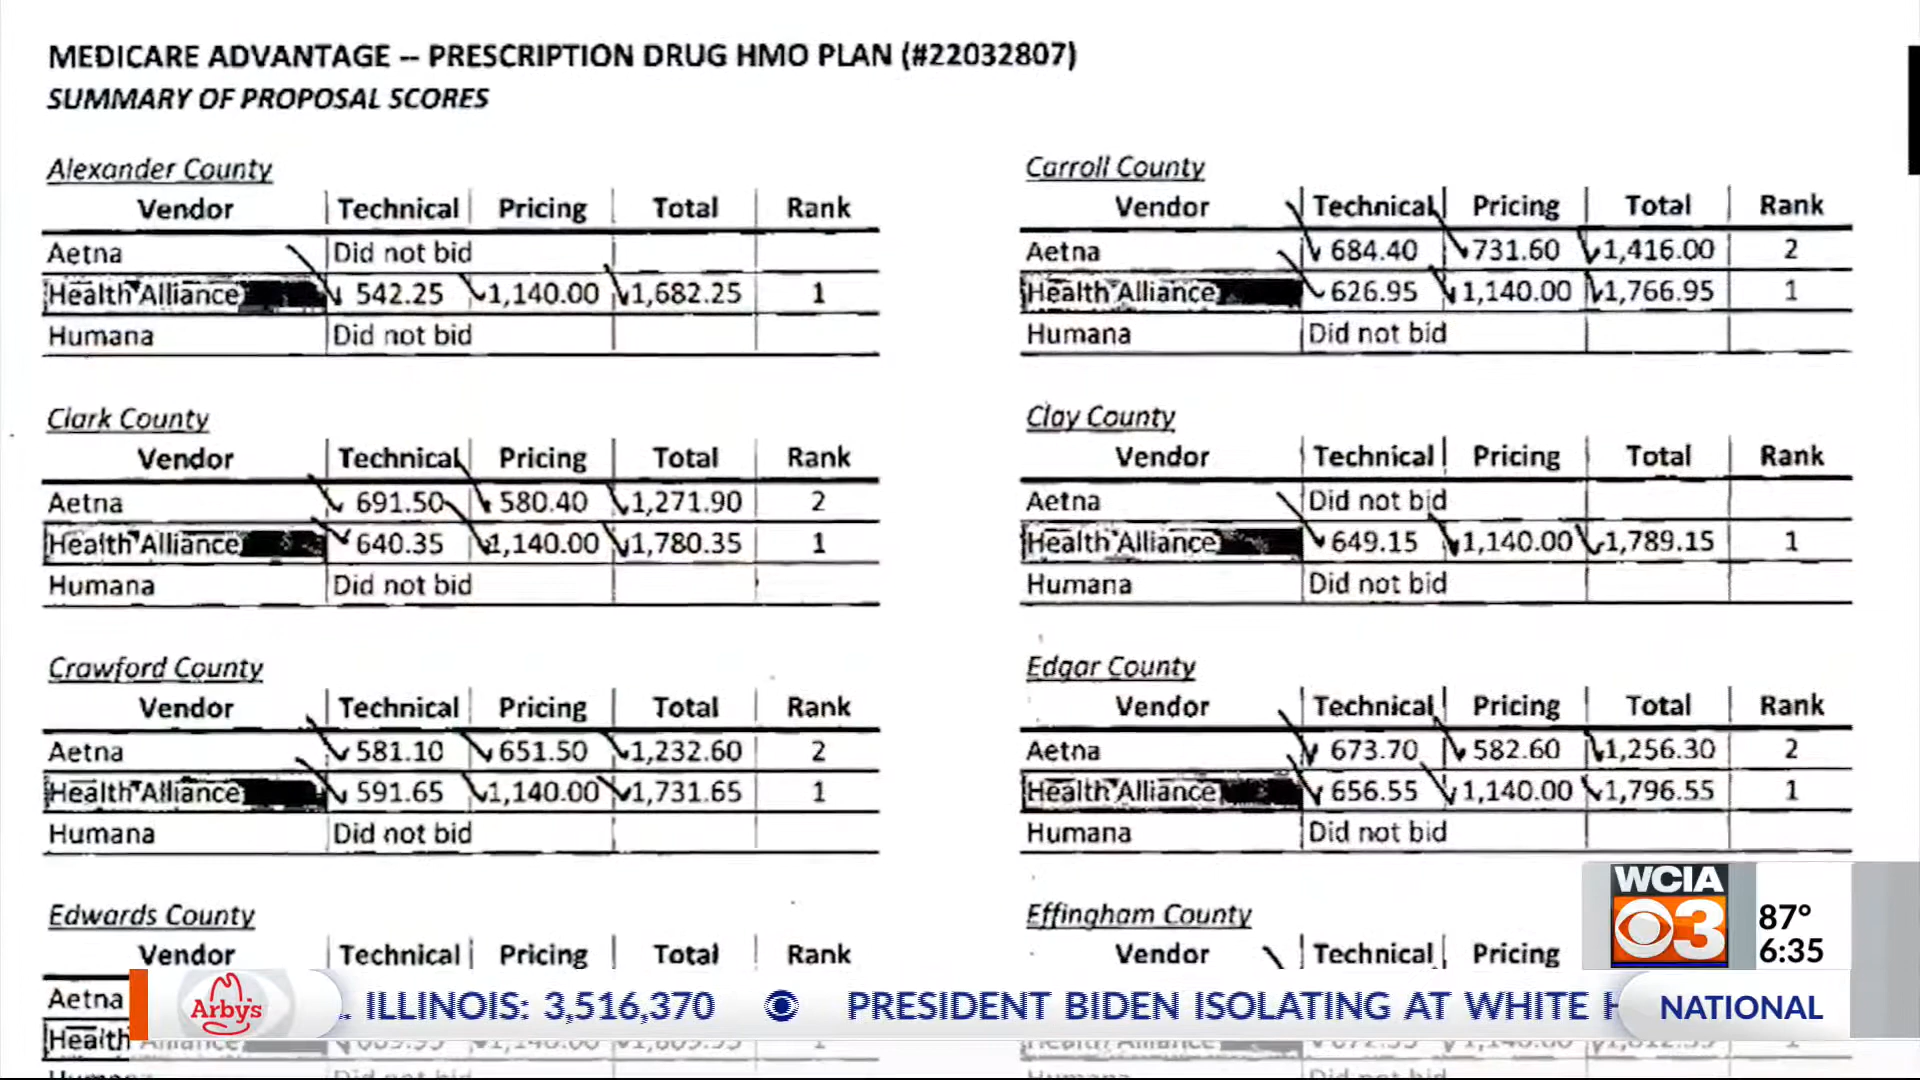 MEDICARE ADVANTAGE -- PRESCRIPTION DRUG HMO PLAN (#22032807)
SUMMARY OF PROPOSAL SCORES
Alexander County
Vendor Technical Pricing Total Rank
Aetna Did not bid
Health Alliance 542.25 1,140.00 1,682.25 1
Humana Did not bid
Carroll County
Vendor Technical Pricing Total Rank
Aetna 684.40 731.60 1,416.00 2
Health Alliance 626.95 1,140.00 1,766.95 1
Humana Did not bid
Clark County
Vendor Technical Pricing Total Rank
Aetna 691.50 580.40 1,271.90 2
Health Alliance 640.35 1,140.00 1,780.35 1
Humana Did not bid
Clay County
Vendor Technical Pricing Total Rank
Aetna Did not bid
Health Alliance 649.15 1,140.00 1,789.15 1
Humana Did not bid
Crawford County
Vendor Technical Pricing Total Rank
Aetna 581.10 651.50 1,232.60 2
Health Alliance 591.65 1,140.00 1,731.65 1
Humana Did not bid
Edgar County
Vendor Technical Pricing Total Rank
Aetna 673.70 582.60 1,256.30 2
Health Alliance 656.55 1,140.00 1,796.55 1
Humana Did not bid
Edwards County
Vendor Technical Pricing Total Rank
Aetna
Health
Effingham County
Vendor Technical Pricing
WCIA
3
87°
6:35
Arby's
ILLINOIS: 3,516,370 PRESIDENT BIDEN ISOLATING AT WHITE
NATIONAL